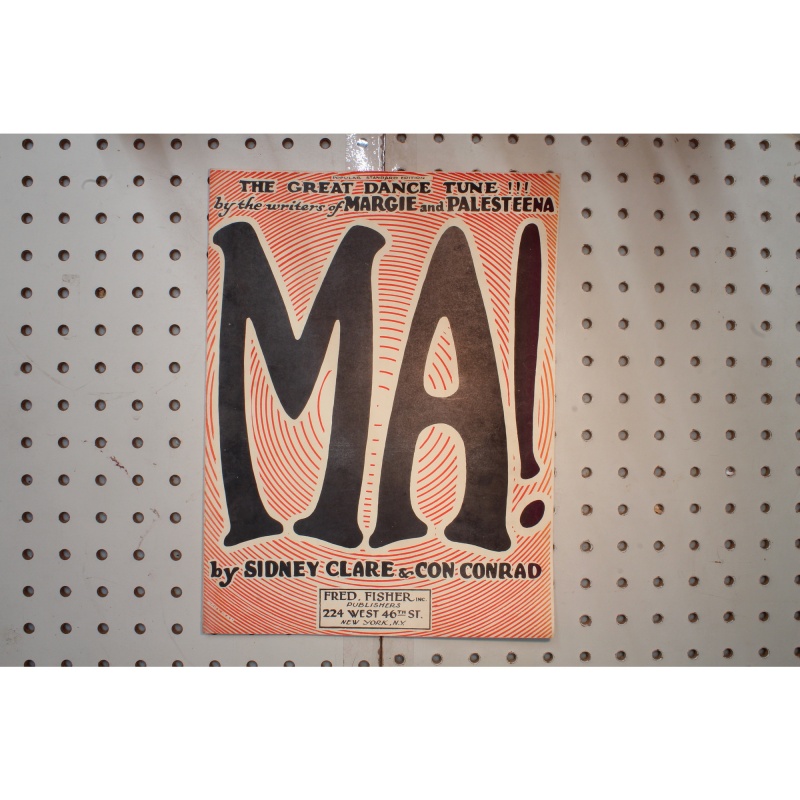 POPULAR STANDARD EDITION
THE GREAT DANCE TUNE!!!
by the writers of MARGIE and PALESTEENA
MA!
by SIDNEY CLARE & CON CONRAD
FRED. FISHER INC.
PUBLISHERS
224 WEST 46TH ST.
NEW YORK, N.Y.